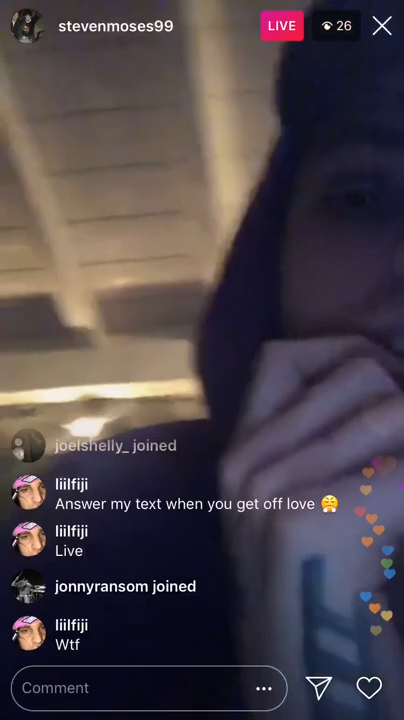 stevenmoses99
LIVE
26
joelshelly_ joined
liilfiji
Answer my text when you get off love 😤
liilfiji
Live
jonnyransom joined
liilfiji
Wtf
Comment